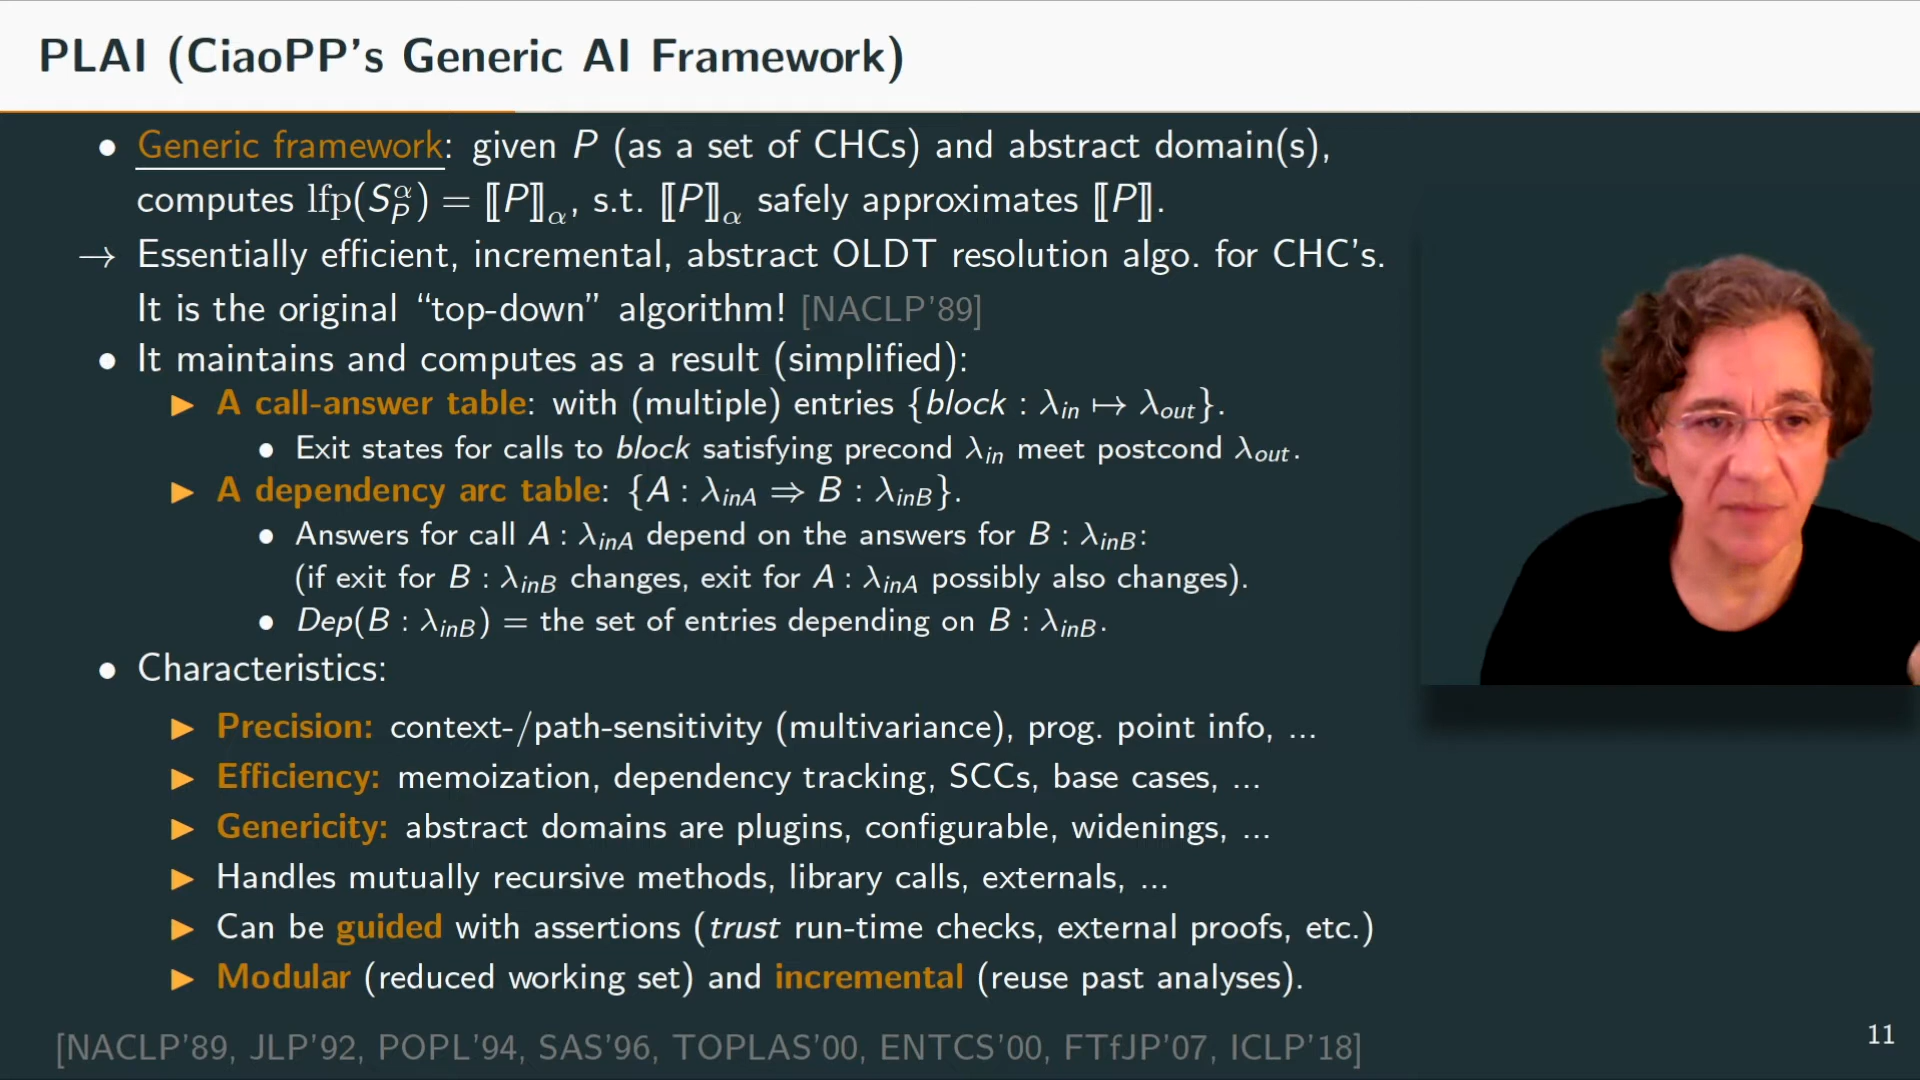 PLAI (CiaoPP's Generic AI Framework)
• Generic framework: given P (as a set of CHCs) and abstract domain(s),
computes lfp(S_P^α) = ⟦P⟧_α, s.t. ⟦P⟧_α safely approximates ⟦P⟧.
→ Essentially efficient, incremental, abstract OLDT resolution algo. for CHC's.
It is the original “top-down” algorithm! [NACLP'89]
• It maintains and computes as a result (simplified):
▶ A call-answer table: with (multiple) entries {block : λ_in ↦ λ_out}.
• Exit states for calls to block satisfying precond λ_in meet postcond λ_out.
▶ A dependency arc table: {A : λ_inA ⇒ B : λ_inB}.
• Answers for call A : λ_inA depend on the answers for B : λ_inB:
(if exit for B : λ_inB changes, exit for A : λ_inA possibly also changes).
• Dep(B : λ_inB) = the set of entries depending on B : λ_inB.
• Characteristics:
▶ Precision: context-/path-sensitivity (multivariance), prog. point info, ...
▶ Efficiency: memoization, dependency tracking, SCCs, base cases, ...
▶ Genericity: abstract domains are plugins, configurable, widenings, ...
▶ Handles mutually recursive methods, library calls, externals, ...
▶ Can be guided with assertions (trust run-time checks, external proofs, etc.)
▶ Modular (reduced working set) and incremental (reuse past analyses).
[NACLP'89, JLP'92, POPL'94, SAS'96, TOPLAS'00, ENTCS'00, FTfJP'07, ICLP'18]
11